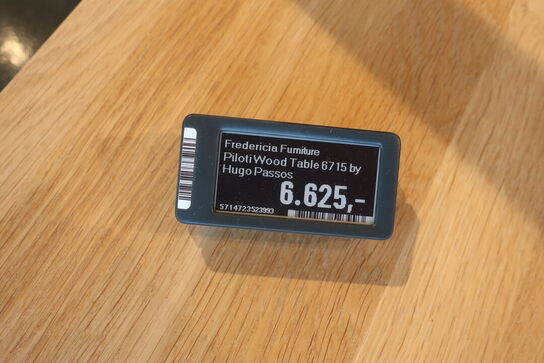 Fredericia Furniture
Piloti Wood Table 6715 by
Hugo Passos
6.625,-
5714723523993